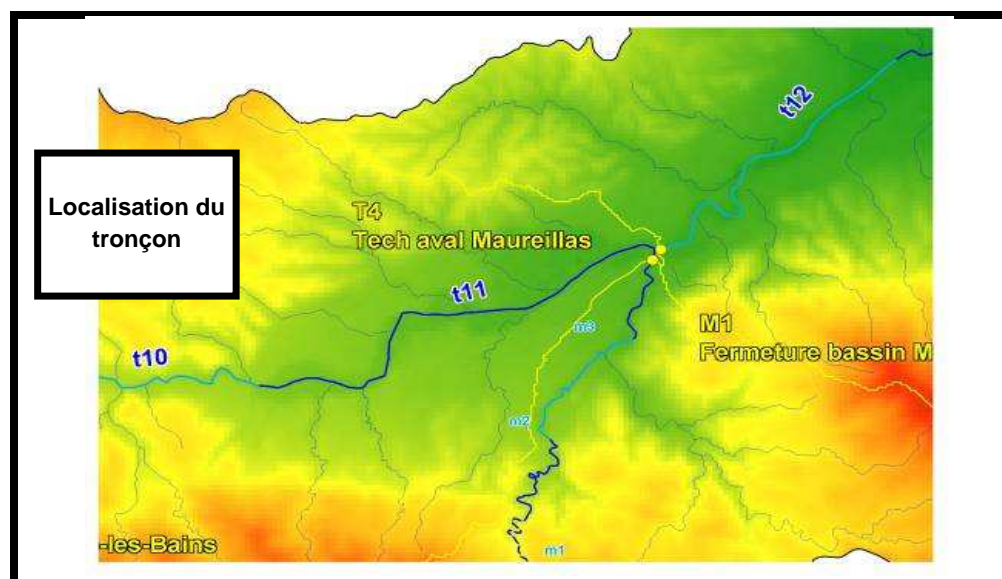 Localisation du
tronçon
t12
T4
Tech aval Maureillas
t11
m3
M1
Fermeture bassin M
t10
m2
-les-Bains
m1